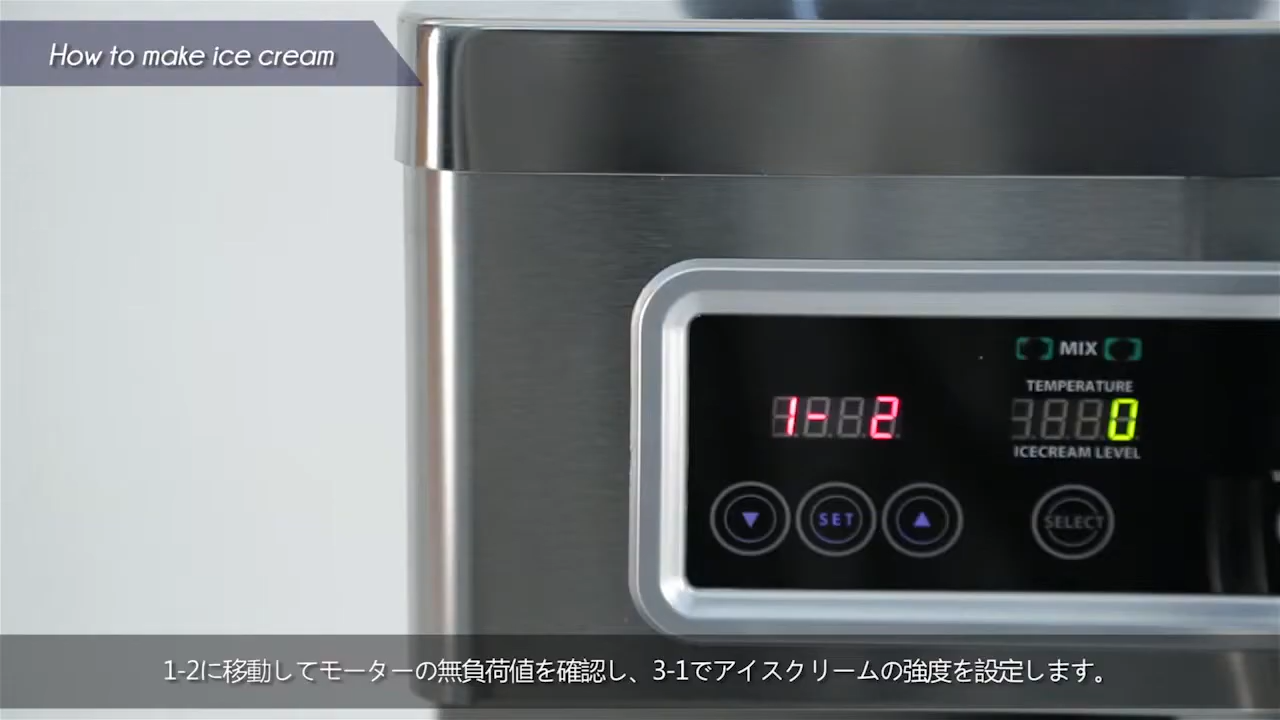 How to make ice cream
MIX
TEMPERATURE
1- 2
0
ICECREAM LEVEL
▼ SET ▲
SELECT
1-2に移動してモーターの無負荷値を確認し、3-1でアイスクリームの強度を設定します。